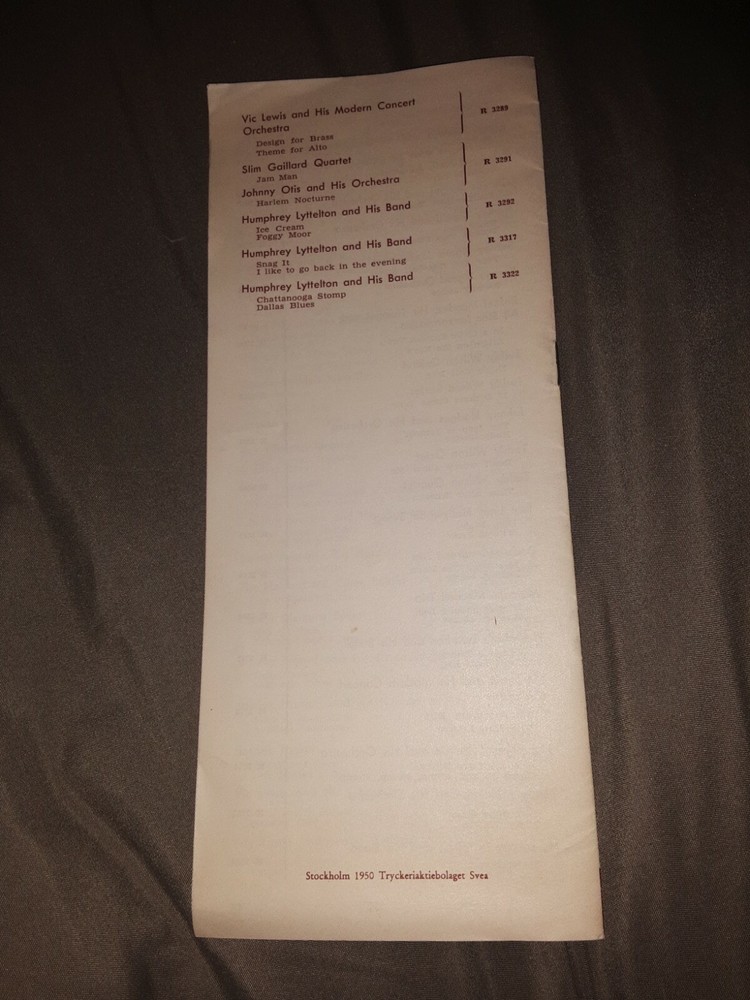 Vic Lewis and His Modern Concert
Orchestra
Design for Brass
Theme for Alto
R 3289
Slim Gaillard Quartet
Jam Man
Johnny Otis and His Orchestra
Harlem Nocturne
R 3291
Humphrey Lyttelton and His Band
Ice Cream
Foggy Moor
R 3292
Humphrey Lyttelton and His Band
Snag It
I like to go back in the evening
R 3317
Humphrey Lyttelton and His Band
Chattanooga Stomp
Dallas Blues
R 3322
Stockholm 1950 Tryckeriaktiebolaget Svea